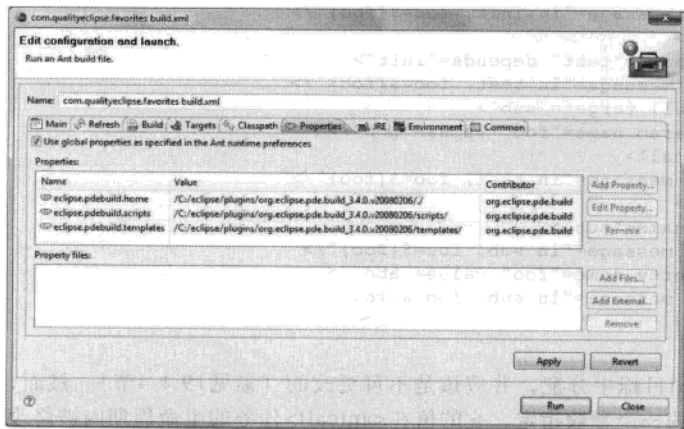 com.qualityeclipse.favorites build.xml
Edit configuration and launch.
Run an Ant build file.
Name: com.qualityeclipse.favorites build.xml
Main Refresh Build Targets Classpath Properties JRE Environment Common
Use global properties as specified in the Ant runtime preferences
Properties:
Name Value Contributor
eclipse.pdebuild.home /C:/eclipse/plugins/org.eclipse.pde.build_3.4.0.v20080206/./ org.eclipse.pde.build
eclipse.pdebuild.scripts /C:/eclipse/plugins/org.eclipse.pde.build_3.4.0.v20080206/scripts/ org.eclipse.pde.build
eclipse.pdebuild.templates /C:/eclipse/plugins/org.eclipse.pde.build_3.4.0.v20080206/templates/ org.eclipse.pde.build
Add Property...
Edit Property...
Remove
Property files:
Add Files...
Add External...
Remove
Apply Revert
Run Close